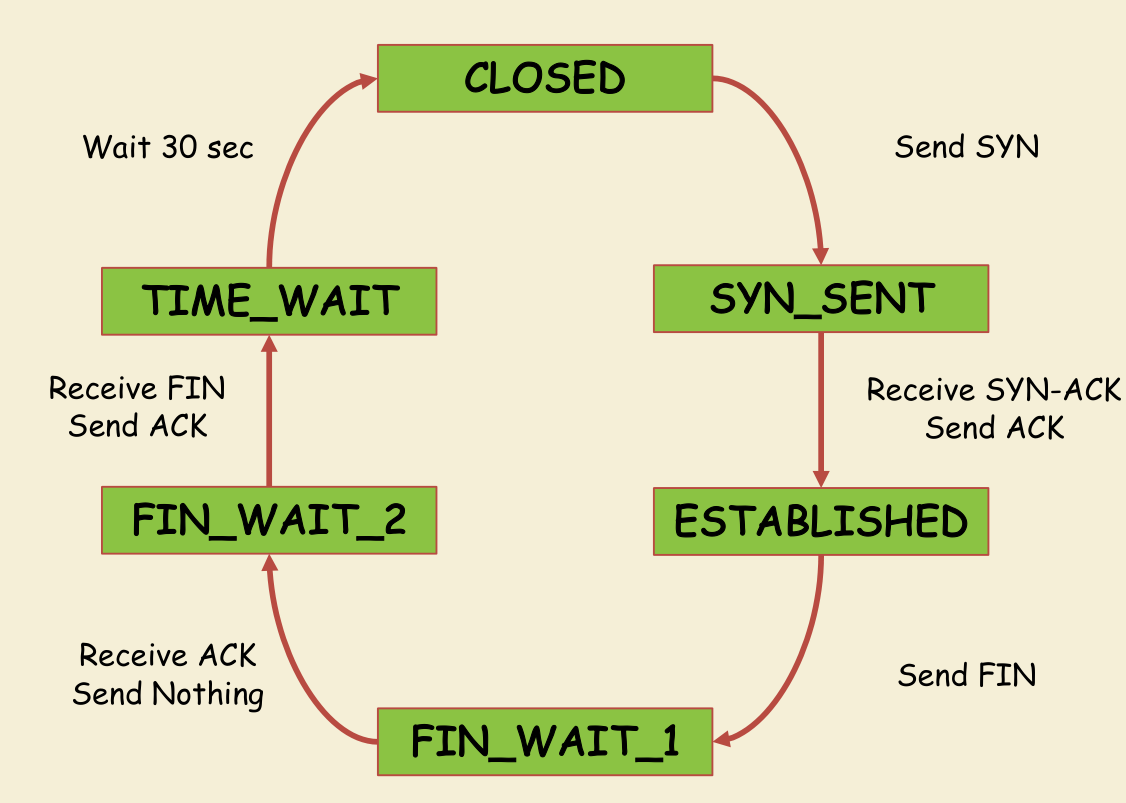 CLOSED
Wait 30 sec
Send SYN
TIME_WAIT
SYN_SENT
Receive FIN
Send ACK
Receive SYN-ACK
Send ACK
FIN_WAIT_2
ESTABLISHED
Receive ACK
Send Nothing
Send FIN
FIN_WAIT_1